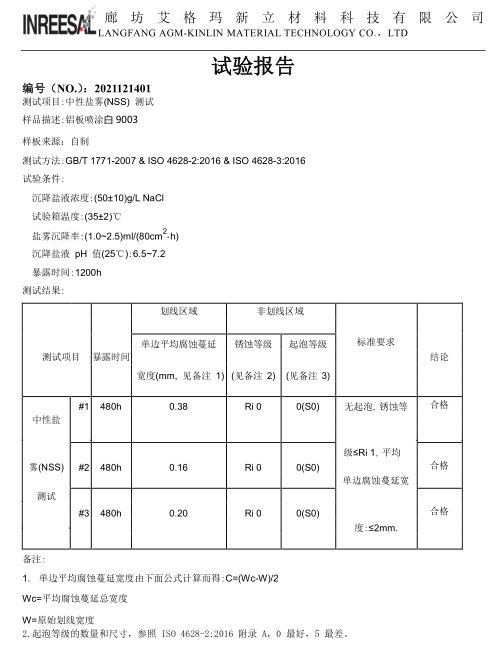 INREESAL 廊坊艾格玛新立材料科技有限公司
LANGFANG AGM-KINLIN MATERIAL TECHNOLOGY CO., LTD
试验报告
编号（NO.）：2021121401
测试项目:中性盐雾(NSS) 测试
样品描述:铝板喷涂白 9003
样板来源：自制
测试方法:GB/T 1771-2007 & ISO 4628-2:2016 & ISO 4628-3:2016
试验条件:
沉降盐液浓度:(50±10)g/L NaCl
试验箱温度:(35±2)℃
盐雾沉降率:(1.0~2.5)ml/(80cm2·h)
沉降盐液 pH 值(25℃):6.5~7.2
暴露时间:1200h
测试结果:
测试项目 暴露时间 划线区域 非划线区域 标准要求 结论
单边平均腐蚀蔓延 锈蚀等级 起泡等级
宽度(mm, 见备注 1) (见备注 2) (见备注 3)
中性盐 #1 480h 0.38 Ri 0 0(S0) 无起泡, 锈蚀等 合格
雾(NSS) #2 480h 0.16 Ri 0 0(S0) 级≤Ri 1, 平均 合格
测试 #3 480h 0.20 Ri 0 0(S0) 单边腐蚀蔓延宽 合格
度:≤2mm.
备注:
1. 单边平均腐蚀蔓延宽度由下面公式计算而得:C=(Wc-W)/2
Wc=平均腐蚀蔓延总宽度
W=原始划线宽度
2.起泡等级的数量和尺寸，参照 ISO 4628-2:2016 附录 A, 0 最好，5 最差。